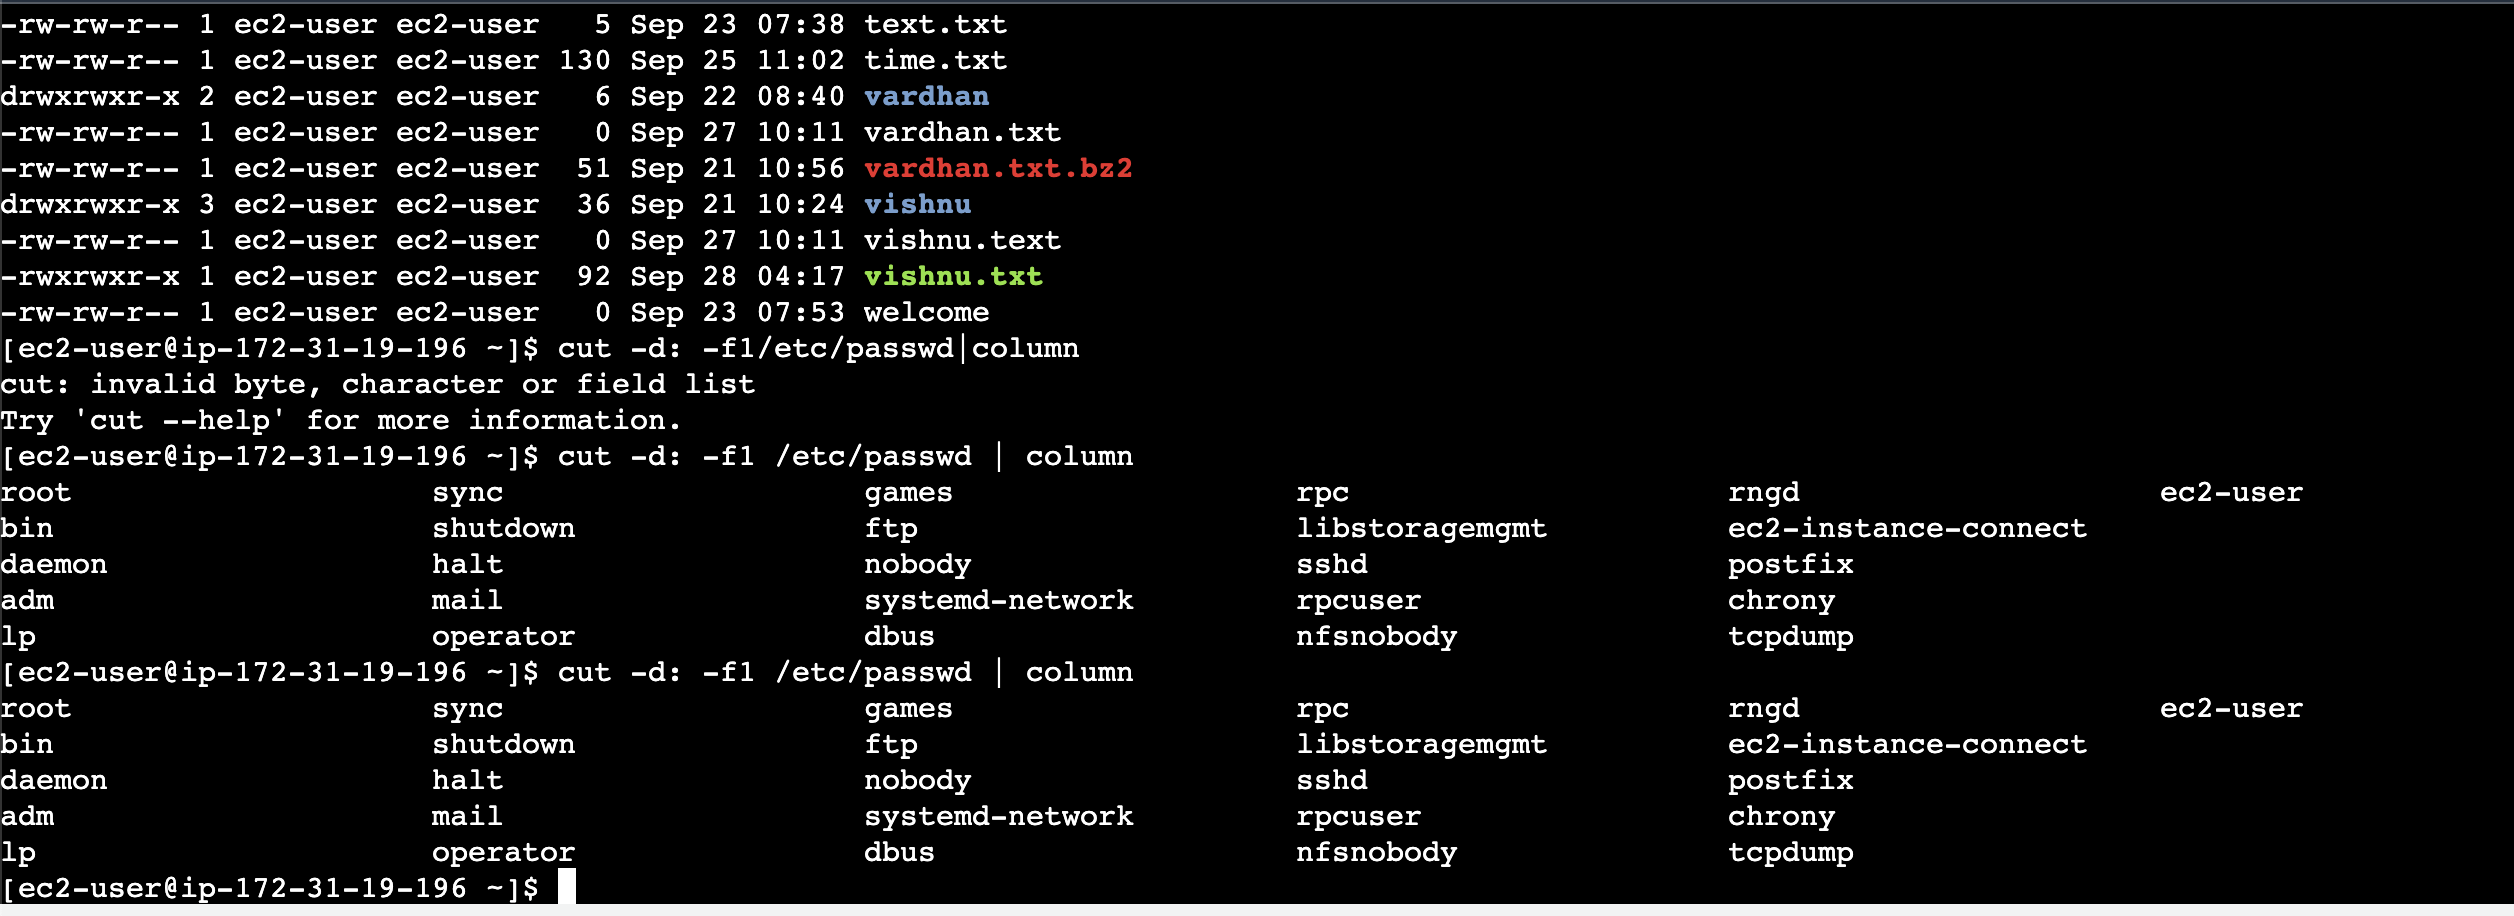 -rw-rw-r-- 1 ec2-user ec2-user   5 Sep 23 07:38 text.txt
-rw-rw-r-- 1 ec2-user ec2-user 130 Sep 25 11:02 time.txt
drwxrwxr-x 2 ec2-user ec2-user   6 Sep 22 08:40 vardhan
-rw-rw-r-- 1 ec2-user ec2-user   0 Sep 27 10:11 vardhan.txt
-rw-rw-r-- 1 ec2-user ec2-user  51 Sep 21 10:56 vardhan.txt.bz2
drwxrwxr-x 3 ec2-user ec2-user  36 Sep 21 10:24 vishnu
-rw-rw-r-- 1 ec2-user ec2-user   0 Sep 27 10:11 vishnu.text
-rwxrwxr-x 1 ec2-user ec2-user  92 Sep 28 04:17 vishnu.txt
-rw-rw-r-- 1 ec2-user ec2-user   0 Sep 23 07:53 welcome
[ec2-user@ip-172-31-19-196 ~]$ cut -d: -f1/etc/passwd|column
cut: invalid byte, character or field list
Try 'cut --help' for more information.
[ec2-user@ip-172-31-19-196 ~]$ cut -d: -f1 /etc/passwd | column
root                    sync                    games                   rpc                     rngd                    ec2-user
bin                     shutdown                ftp                     libstoragemgmt          ec2-instance-connect
daemon                  halt                    nobody                  sshd                    postfix
adm                     mail                    systemd-network         rpcuser                 chrony
lp                      operator                dbus                    nfsnobody               tcpdump
[ec2-user@ip-172-31-19-196 ~]$ cut -d: -f1 /etc/passwd | column
root                    sync                    games                   rpc                     rngd                    ec2-user
bin                     shutdown                ftp                     libstoragemgmt          ec2-instance-connect
daemon                  halt                    nobody                  sshd                    postfix
adm                     mail                    systemd-network         rpcuser                 chrony
lp                      operator                dbus                    nfsnobody               tcpdump
[ec2-user@ip-172-31-19-196 ~]$